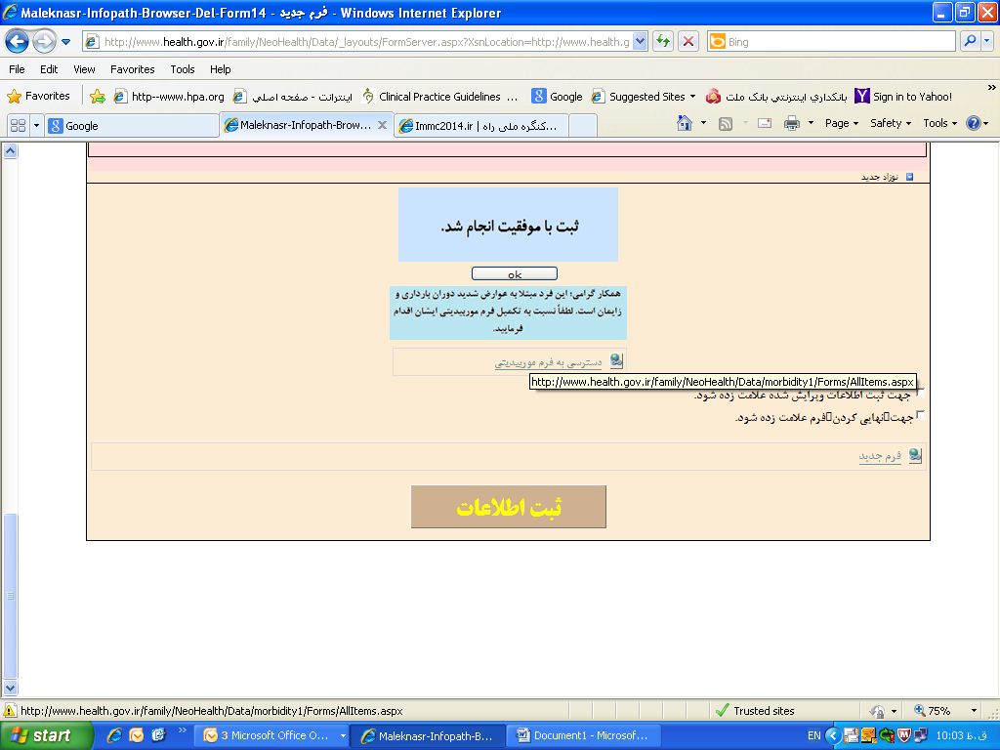 Maleknasr-Infopath-Browser-Del-Form14 - فرم جدید - Windows Internet Explorer
http://www.health.gov.ir/family/NeoHealth/Data/_layouts/FormServer.aspx?XsnLocation=http://www.health.g
Bing
File Edit View Favorites Tools Help
Favorites
http--www.hpa.org
اینترانت - صفحه اصلي
Clinical Practice Guidelines ...
Google
Suggested Sites
بانکداري اینترنتي بانک ملت
Sign in to Yahoo!
Google
Maleknasr-Infopath-Brow...
Immc2014.ir | کنگره ملی راه...
Page Safety Tools
نوزاد جدید
ثبت با موفقیت انجام شد.
ok
همکار گرامی؛ این فرد مبتلا به عوارض شدید دوران بارداری و
زایمان است. لطفاً نسبت به تکمیل فرم موربیدیتی ایشان اقدام
فرمایید.
دسترسی به فرم موربیدیتی
http://www.health.gov.ir/family/NeoHealth/Data/morbidity1/Forms/AllItems.aspx
جهت ثبت اطلاعات ویرایش شده علامت زده شود.
جهت▯نهایی کردن▯فرم علامت زده شود.
فرم جدید
ثبت اطلاعات
http://www.health.gov.ir/family/NeoHealth/Data/morbidity1/Forms/AllItems.aspx
Trusted sites
75%
start
3 Microsoft Office O...
Maleknasr-Infopath-B...
Document1 - Microsof...
EN
10:03 ق.ظ